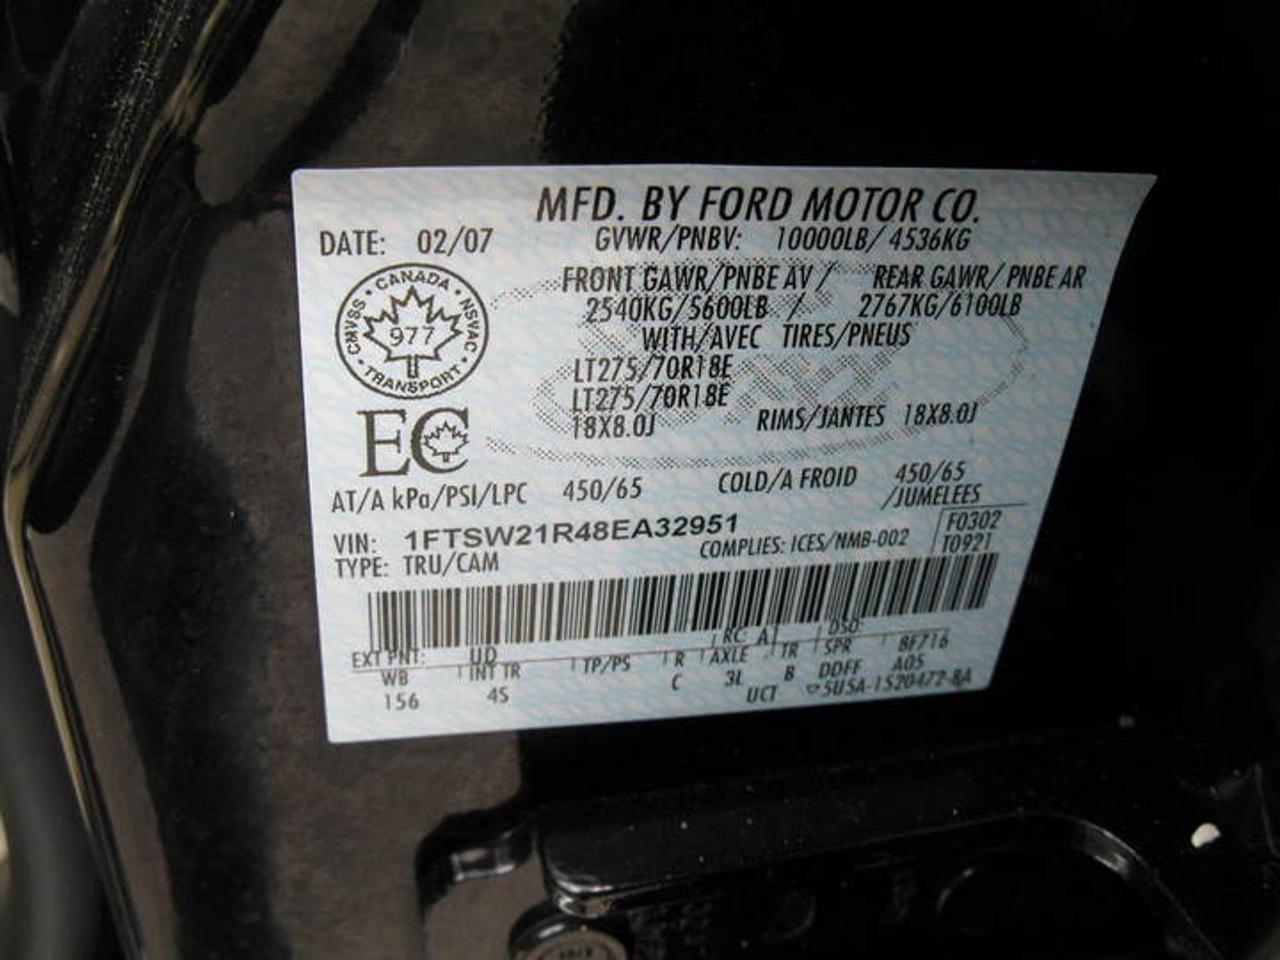 MFD. BY FORD MOTOR CO.
DATE: 02/07 GVWR/PNBV: 10000LB/ 4536KG
FRONT GAWR/PNBE AV / REAR GAWR/ PNBE AR
2540KG/5600LB / 2767KG/6100LB
WITH/AVEC TIRES/PNEUS
CMVSS • CANADA • NSVAC • TRANSPORT •
977
LT275/70R18E
LT275/70R18E
18X8.0J RIMS/JANTES 18X8.0J
EC
AT/A kPa/PSI/LPC 450/65 COLD/A FROID 450/65
/JUMELEES
VIN: 1FTSW21R48EA32951 F0302
TYPE: TRU/CAM COMPLIES: ICES/NMB-002 T0921
RC: A1 DSO:
EXT PNT: UD 8F716
WB INT TR TP/PS R AXLE TR SPR A05
156 4S C 3L B DDFF
UCT 5U5A-1520472-BA